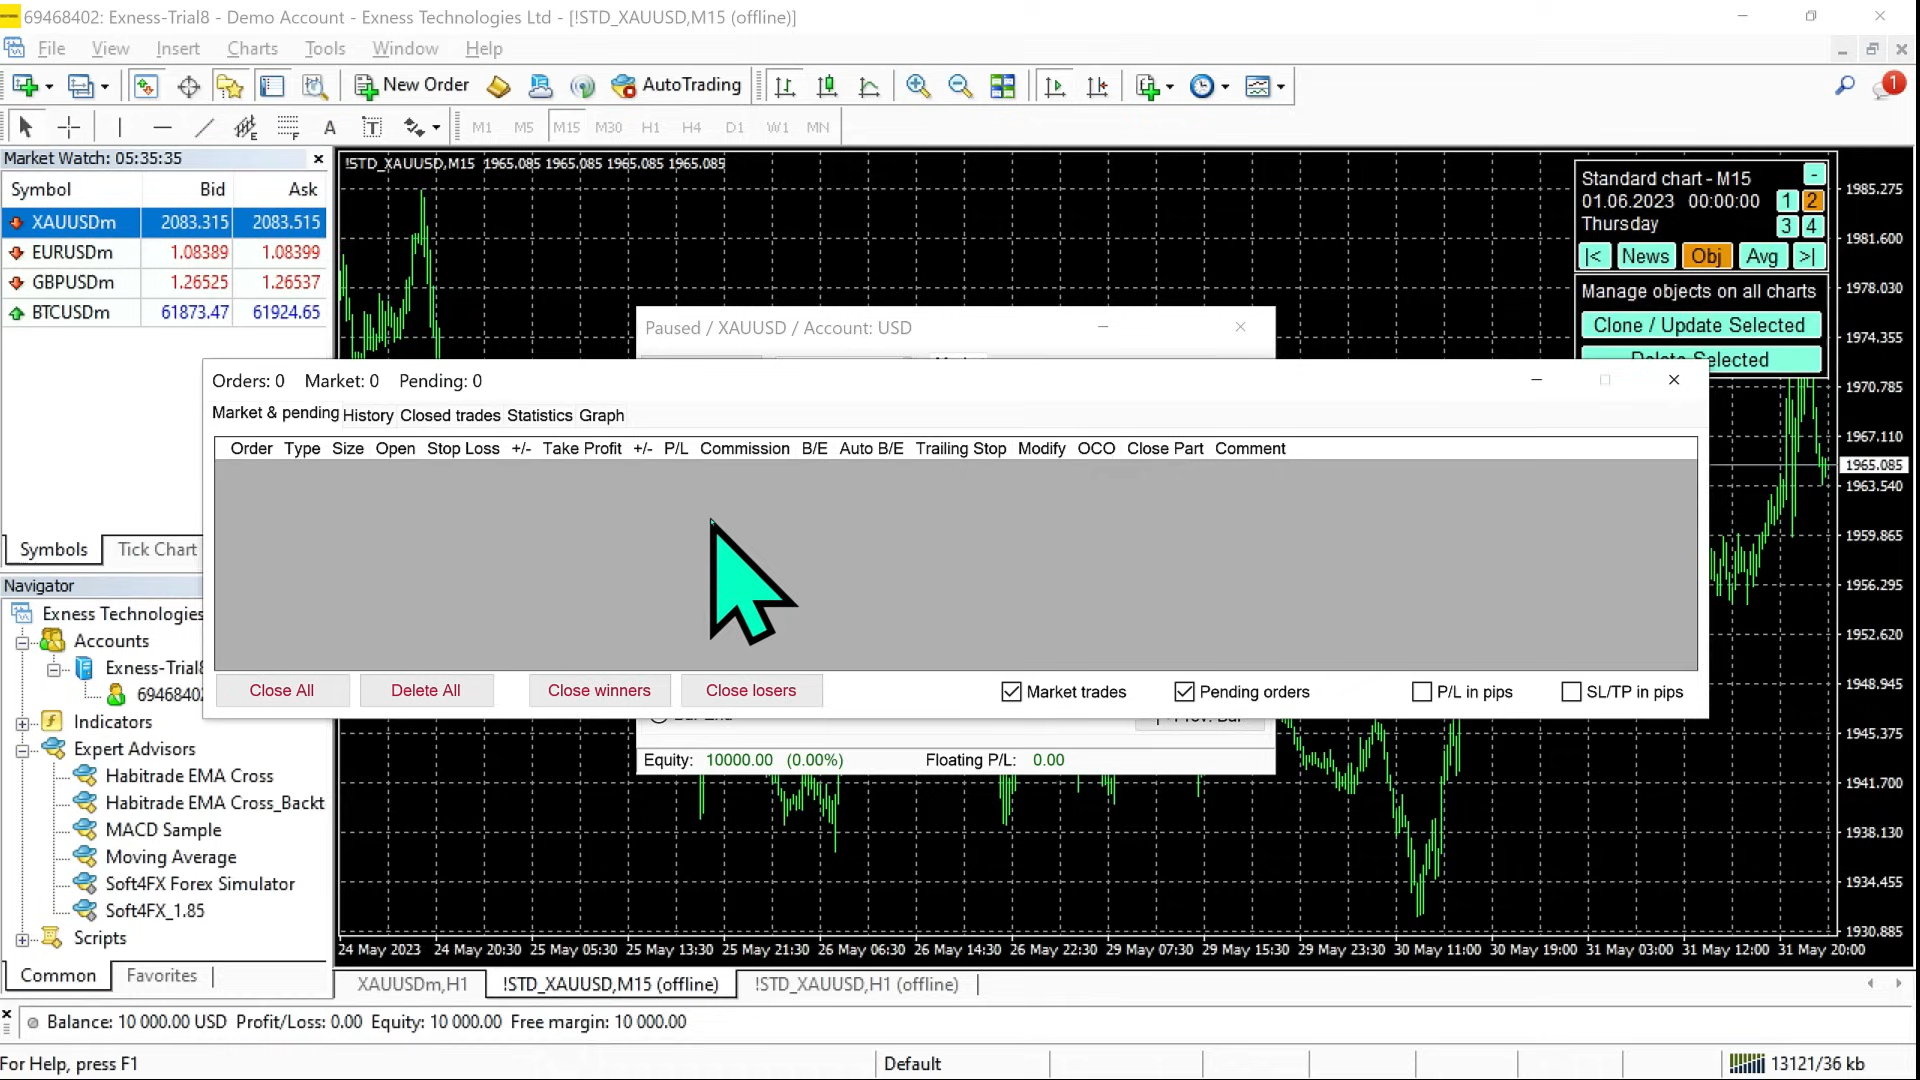 69468402: Exness-Trial8 - Demo Account - Exness Technologies Ltd - [!STD_XAUUSD,M15 (offline)]
File View Insert Charts Tools Window Help
New Order AutoTrading 1
A T M1 M5 M15 M30 H1 H4 D1 W1 MN
Market Watch: 05:35:35
Symbol Bid Ask
XAUUSDm 2083.315 2083.515
EURUSDm 1.08389 1.08399
GBPUSDm 1.26525 1.26537
BTCUSDm 61873.47 61924.65
Symbols Tick Chart
Navigator
Exness Technologies
Accounts
Exness-Trial8
6946840
Indicators
Expert Advisors
Habitrade EMA Cross
Habitrade EMA Cross_Backt
MACD Sample
Moving Average
Soft4FX Forex Simulator
Soft4FX_1.85
Scripts
Common Favorites
!STD_XAUUSD,M15 1965.085 1965.085 1965.085 1965.085
Standard chart - M15 -
01.06.2023 00:00:00 1 2
Thursday 3 4
|< News Obj Avg >|
Manage objects on all charts
Clone / Update Selected
Delete Selected
1985.275
1981.600
1978.030
1974.355
1970.785
1967.110
1965.085
1963.540
1959.865
1956.295
1952.620
1948.945
1945.375
1941.700
1938.130
1934.455
1930.885
Paused / XAUUSD / Account: USD
Orders: 0 Market: 0 Pending: 0
Market & pending History Closed trades Statistics Graph
Order Type Size Open Stop Loss +/- Take Profit +/- P/L Commission B/E Auto B/E Trailing Stop Modify OCO Close Part Comment
Close All Delete All Close winners Close losers Market trades Pending orders P/L in pips SL/TP in pips
Equity: 10000.00 (0.00%) Floating P/L: 0.00
24 May 2023 24 May 20:30 25 May 05:30 25 May 13:30 25 May 21:30 26 May 06:30 26 May 14:30 26 May 22:30 29 May 07:30 29 May 15:30 29 May 23:30 30 May 11:00 30 May 19:00 31 May 03:00 31 May 12:00 31 May 20:00
XAUUSDm,H1 !STD_XAUUSD,M15 (offline) !STD_XAUUSD,H1 (offline)
Balance: 10 000.00 USD Profit/Loss: 0.00 Equity: 10 000.00 Free margin: 10 000.00
For Help, press F1 Default 13121/36 kb